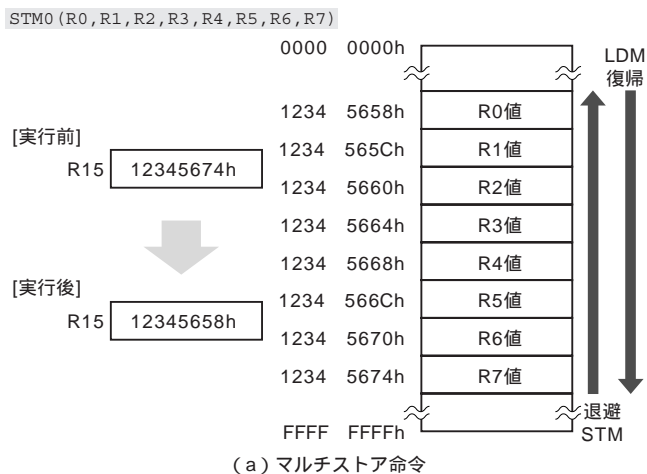 STM0(R0,R1,R2,R3,R4,R5,R6,R7)
0000 0000h
LDM
復帰
1234 5658h R0値
[実行前]
R15 12345674h
1234 565Ch R1値
1234 5660h R2値
1234 5664h R3値
1234 5668h R4値
[実行後]
R15 12345658h
1234 566Ch R5値
1234 5670h R6値
1234 5674h R7値
退避
STM
FFFF FFFFh
(a)マルチストア命令